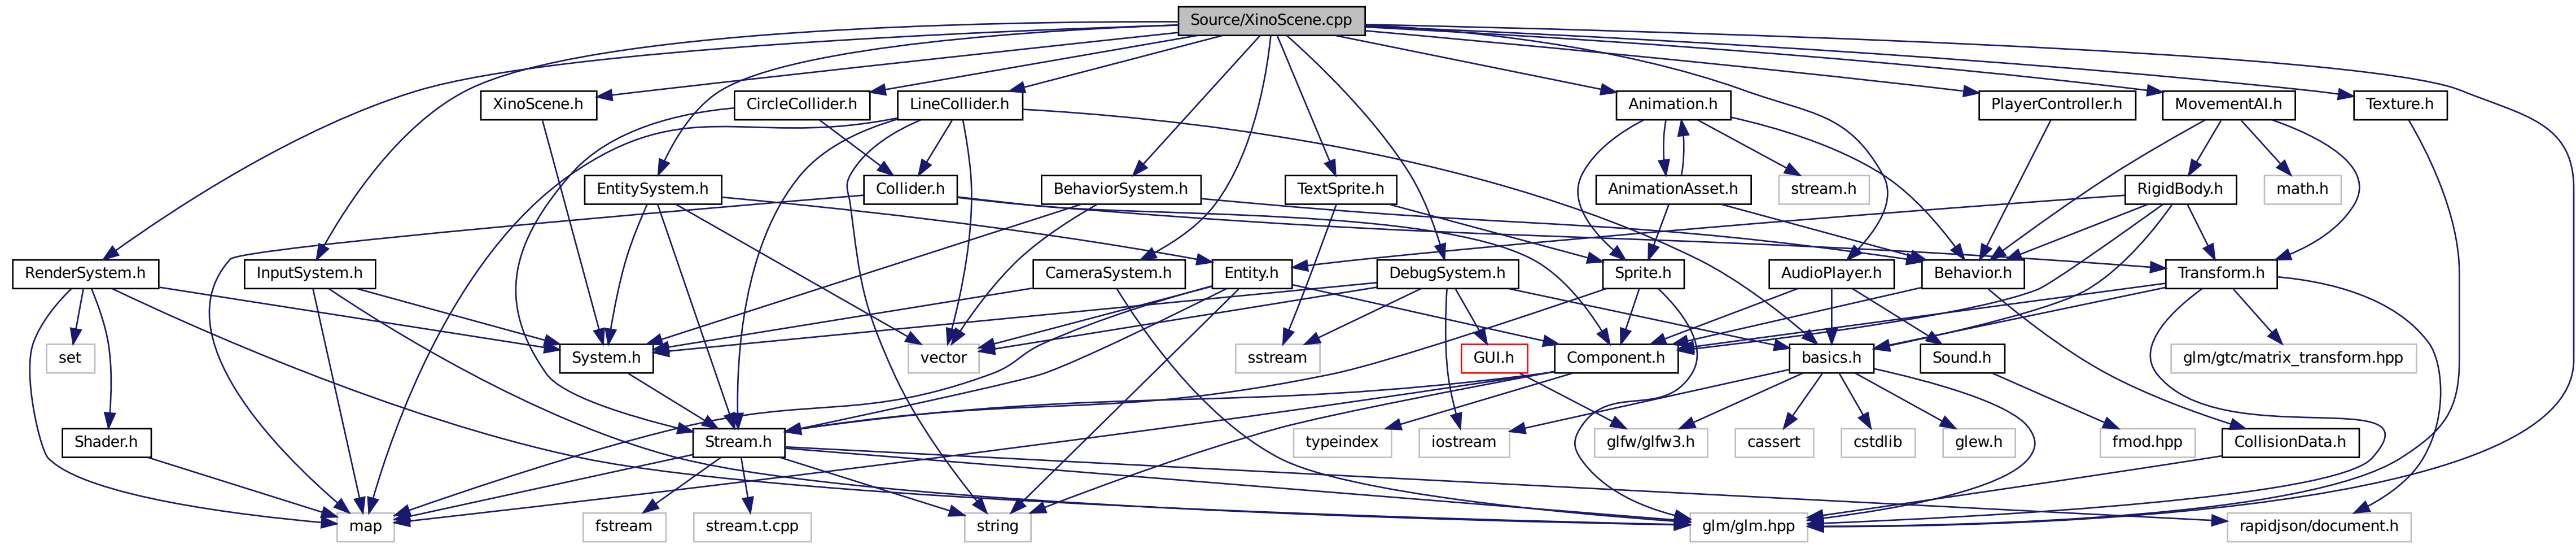 Source/XinoScene.cpp
XinoScene.h
CircleCollider.h
LineCollider.h
Animation.h
PlayerController.h
MovementAI.h
Texture.h
EntitySystem.h
Collider.h
BehaviorSystem.h
TextSprite.h
AnimationAsset.h
stream.h
RigidBody.h
math.h
RenderSystem.h
InputSystem.h
CameraSystem.h
Entity.h
DebugSystem.h
Sprite.h
AudioPlayer.h
Behavior.h
Transform.h
set
System.h
vector
sstream
GUI.h
Component.h
basics.h
Sound.h
glm/gtc/matrix_transform.hpp
Shader.h
Stream.h
typeindex
iostream
glfw/glfw3.h
cassert
cstdlib
glew.h
fmod.hpp
CollisionData.h
map
fstream
stream.t.cpp
string
glm/glm.hpp
rapidjson/document.h